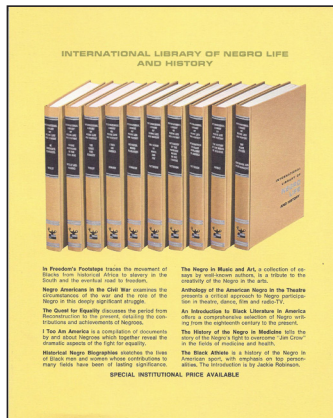 INTERNATIONAL LIBRARY OF NEGRO LIFE
AND HISTORY
In Freedom's Footsteps traces the movement of
Blacks from historical Africa to slavery in the
South and the eventual road to freedom.
Negro Americans in the Civil War examines the
circumstances of the war and the role of the
Negro in this deeply significant struggle.
The Quest for Equality discusses the period from
Reconstruction to the present, detailing the con-
tributions and achievements of Negroes.
I Too Am America is a compilation of documents
by and about Negroes which together reveal the
dramatic aspects of the fight for equality.
Historical Negro Biographies sketches the lives
of Black men and women whose contributions to
many fields have been of lasting significance.
The Negro in Music and Art, a collection of es-
says by well-known authors, is a tribute to the
creativity of the Negro in the arts.
Anthology of the American Negro in the Theatre
presents a critical approach to Negro participa-
tion in theatre, dance, film and radio-TV.
An Introduction to Black Literature in America
offers a comprehensive selection of Negro writ-
ing from the eighteenth century to the present.
The History of the Negro in Medicine tells the
story of the Negro's fight to overcome "Jim Crow"
in the fields of medicine and health.
The Black Athlete is a history of the Negro in
American sport, with emphasis on top person-
alities. The Introduction is by Jackie Robinson.
SPECIAL INSTITUTIONAL PRICE AVAILABLE